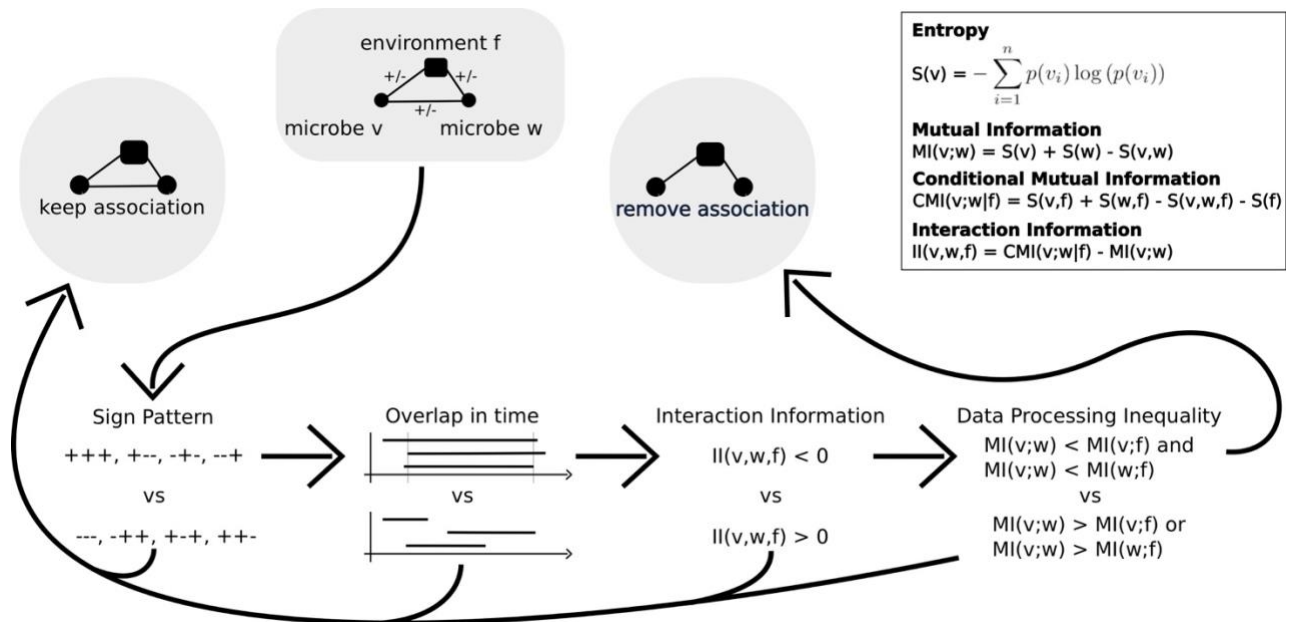 environment f
+/- +/-
+/-
microbe v microbe w
keep association
remove association
Entropy
S(v) = − ∑ᵢ₌₁ⁿ p(vᵢ) log (p(vᵢ))
Mutual Information
MI(v;w) = S(v) + S(w) - S(v,w)
Conditional Mutual Information
CMI(v;w|f) = S(v,f) + S(w,f) - S(v,w,f) - S(f)
Interaction Information
II(v,w,f) = CMI(v;w|f) - MI(v;w)
Sign Pattern
+++, +--, -+-, --+
vs
---, -++, +-+, ++-
Overlap in time
vs
Interaction Information
II(v,w,f) < 0
vs
II(v,w,f) > 0
Data Processing Inequality
MI(v;w) < MI(v;f) and
MI(v;w) < MI(w;f)
vs
MI(v;w) > MI(v;f) or
MI(v;w) > MI(w;f)